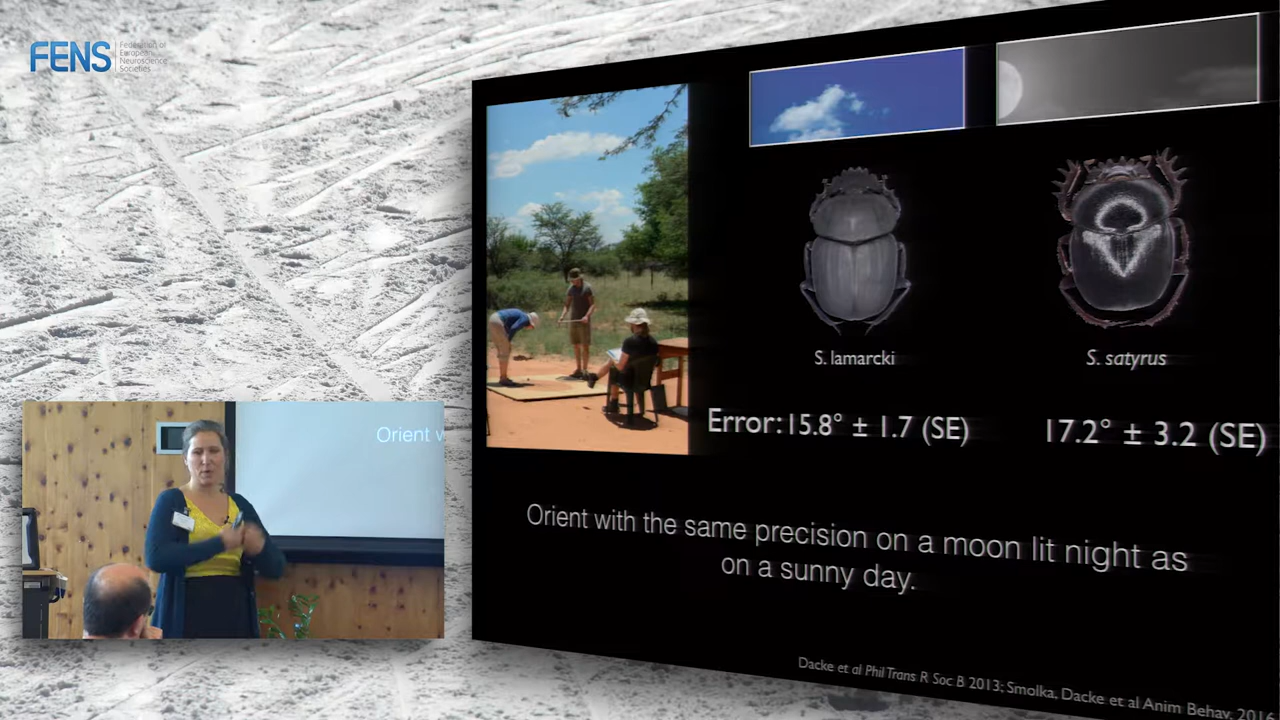 FENS
Federation of
European
Neuroscience
Societies
S. lamarcki
S. satyrus
Error: 15.8° ± 1.7 (SE)
17.2° ± 3.2 (SE)
Orient with the same precision on a moon lit night as
on a sunny day.
Dacke et al Phil Trans R Soc B 2013; Smolka, Dacke et al Anim Behav, 2016
Orient